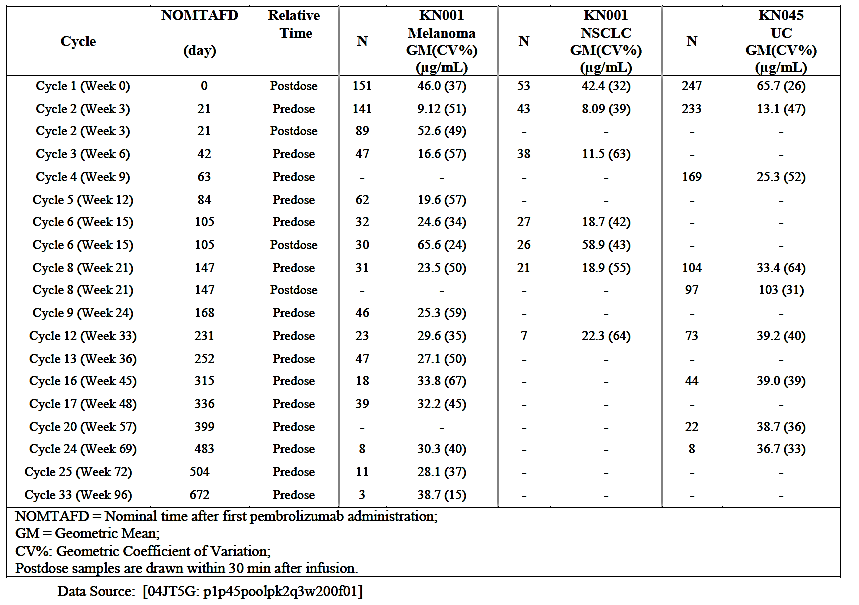 Cycle NOMTAFD (day) Relative Time N KN001 Melanoma GM(CV%) (µg/mL) N KN001 NSCLC GM(CV%) (µg/mL) N KN045 UC GM(CV%) (µg/mL)
Cycle 1 (Week 0) 0 Postdose 151 46.0 (37) 53 42.4 (32) 247 65.7 (26)
Cycle 2 (Week 3) 21 Predose 141 9.12 (51) 43 8.09 (39) 233 13.1 (47)
Cycle 2 (Week 3) 21 Postdose 89 52.6 (49) - - - -
Cycle 3 (Week 6) 42 Predose 47 16.6 (57) 38 11.5 (63) - -
Cycle 4 (Week 9) 63 Predose - - - - 169 25.3 (52)
Cycle 5 (Week 12) 84 Predose 62 19.6 (57) - - - -
Cycle 6 (Week 15) 105 Predose 32 24.6 (34) 27 18.7 (42) - -
Cycle 6 (Week 15) 105 Postdose 30 65.6 (24) 26 58.9 (43) - -
Cycle 8 (Week 21) 147 Predose 31 23.5 (50) 21 18.9 (55) 104 33.4 (64)
Cycle 8 (Week 21) 147 Postdose - - - - 97 103 (31)
Cycle 9 (Week 24) 168 Predose 46 25.3 (59) - - - -
Cycle 12 (Week 33) 231 Predose 23 29.6 (35) 7 22.3 (64) 73 39.2 (40)
Cycle 13 (Week 36) 252 Predose 47 27.1 (50) - - - -
Cycle 16 (Week 45) 315 Predose 18 33.8 (67) - - 44 39.0 (39)
Cycle 17 (Week 48) 336 Predose 39 32.2 (45) - - - -
Cycle 20 (Week 57) 399 Predose - - - - 22 38.7 (36)
Cycle 24 (Week 69) 483 Predose 8 30.3 (40) - - 8 36.7 (33)
Cycle 25 (Week 72) 504 Predose 11 28.1 (37) - - - -
Cycle 33 (Week 96) 672 Predose 3 38.7 (15) - - - -
NOMTAFD = Nominal time after first pembrolizumab administration;
GM = Geometric Mean;
CV%: Geometric Coefficient of Variation;
Postdose samples are drawn within 30 min after infusion.
Data Source: [04JT5G: p1p45poolpk2q3w200f01]